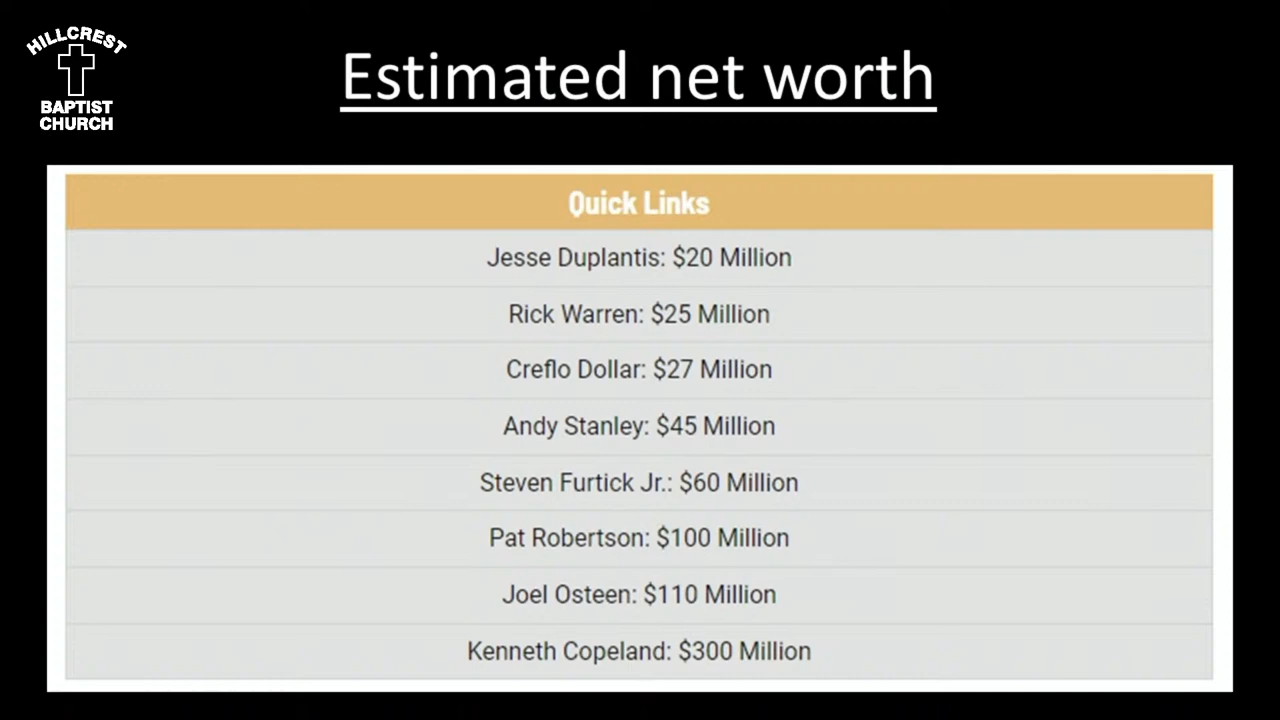 HILLCREST
BAPTIST
CHURCH
Estimated net worth
Quick Links
Jesse Duplantis: $20 Million
Rick Warren: $25 Million
Creflo Dollar: $27 Million
Andy Stanley: $45 Million
Steven Furtick Jr.: $60 Million
Pat Robertson: $100 Million
Joel Osteen: $110 Million
Kenneth Copeland: $300 Million